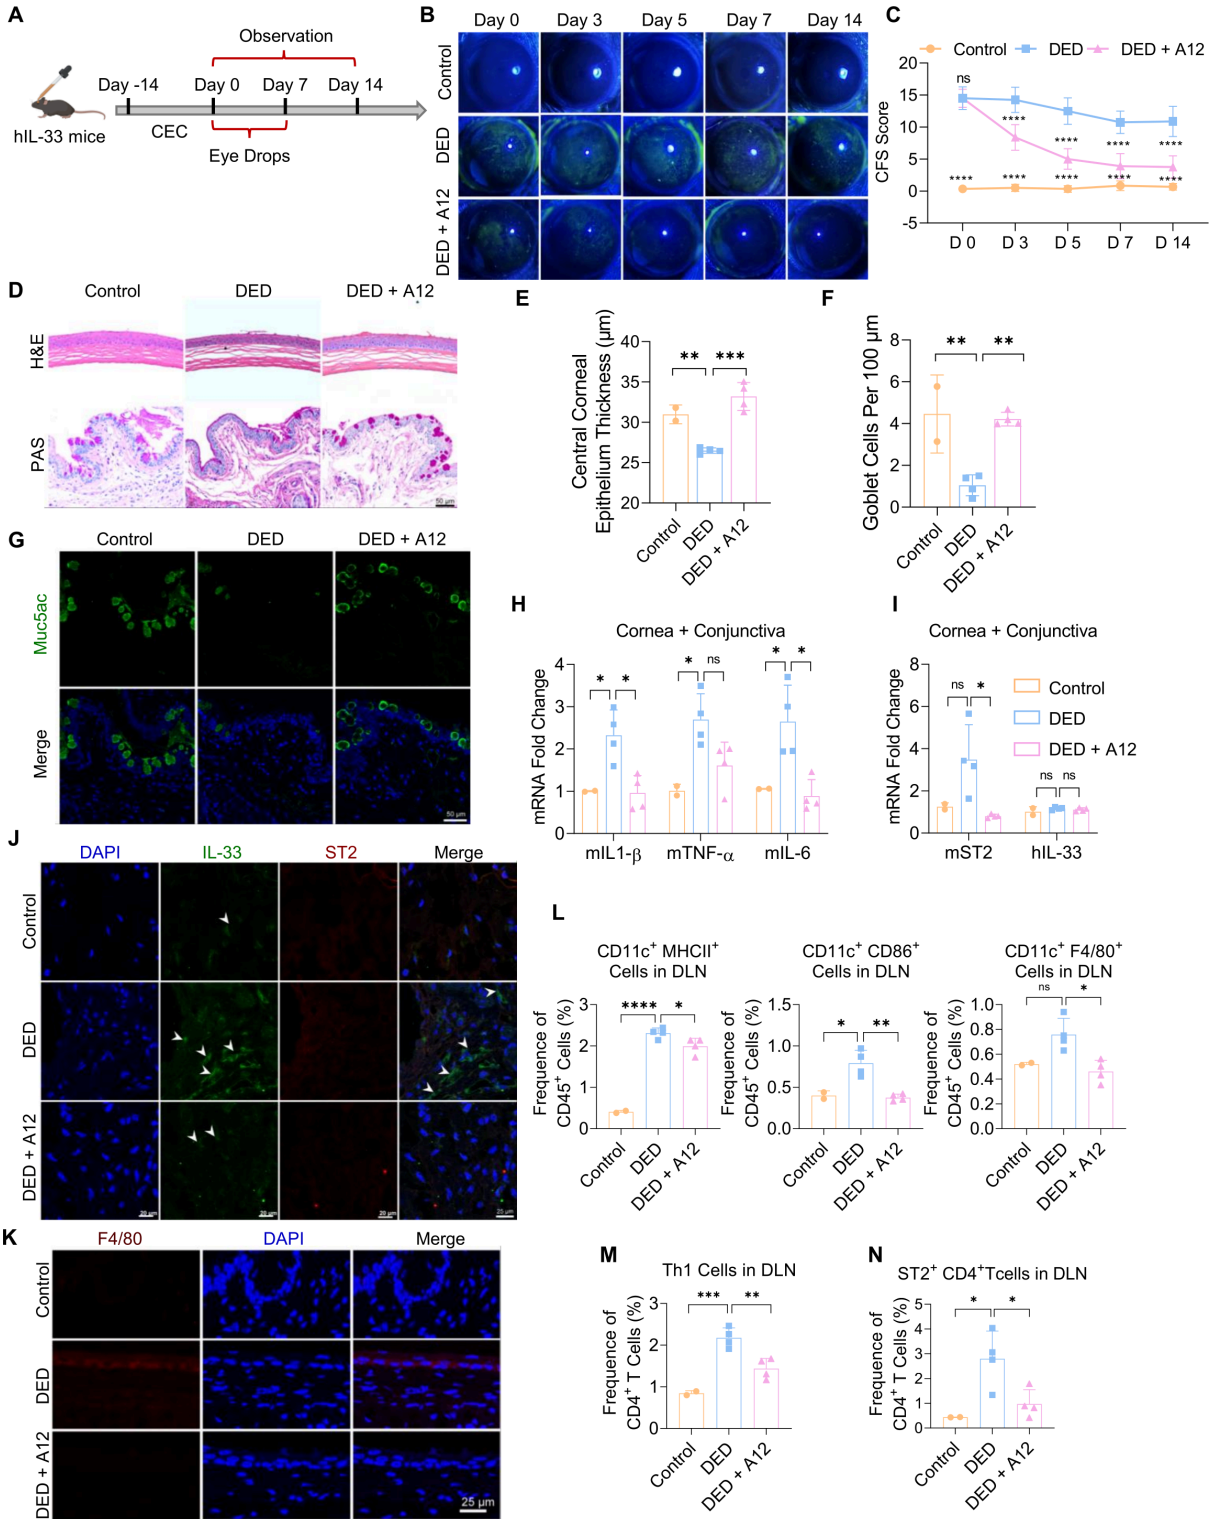 A
Observation
Day -14
Day 0
Day 7
Day 14
hIL-33 mice
CEC
Eye Drops
B
Day 0
Day 3
Day 5
Day 7
Day 14
Control
DED
DED + A12
C
Control
DED
DED + A12
CFS Score
20
15
10
5
0
-5
ns
****
****
****
****
****
****
****
****
****
D 0
D 3
D 5
D 7
D 14
D
Control
DED
DED + A12
H&E
PAS
50 µm
E
Central Corneal
Epithelium Thickness (µm)
40
35
30
25
20
**
***
Control
DED
DED + A12
F
Goblet Cells Per 100 µm
8
6
4
2
0
**
**
Control
DED
DED + A12
G
Control
DED
DED + A12
Muc5ac
Merge
50 µm
H
Cornea + Conjunctiva
mRNA Fold Change
4
3
2
1
0
*
*
*
ns
*
*
mIL1-β
mTNF-α
mIL-6
I
Cornea + Conjunctiva
mRNA Fold Change
8
6
4
2
0
ns
*
ns
ns
mST2
hIL-33
Control
DED
DED + A12
J
DAPI
IL-33
ST2
Merge
Control
DED
DED + A12
20 µm
20 µm
20 µm
25 µm
K
F4/80
DAPI
Merge
Control
DED
DED + A12
25 µm
L
CD11c+ MHCII+
Cells in DLN
Frequence of
CD45+ Cells (%)
3
2
1
0
****
*
Control
DED
DED + A12
CD11c+ CD86+
Cells in DLN
Frequence of
CD45+ Cells (%)
1.5
1.0
0.5
0.0
*
**
Control
DED
DED + A12
CD11c+ F4/80+
Cells in DLN
Frequence of
CD45+ Cells (%)
1.0
0.8
0.6
0.4
0.2
0.0
ns
*
Control
DED
DED + A12
M
Th1 Cells in DLN
Frequence of
CD4+ T Cells (%)
3
2
1
0
***
**
Control
DED
DED + A12
N
ST2+ CD4+Tcells in DLN
Frequence of
CD4+ T Cells (%)
5
4
3
2
1
0
*
*
Control
DED
DED + A12